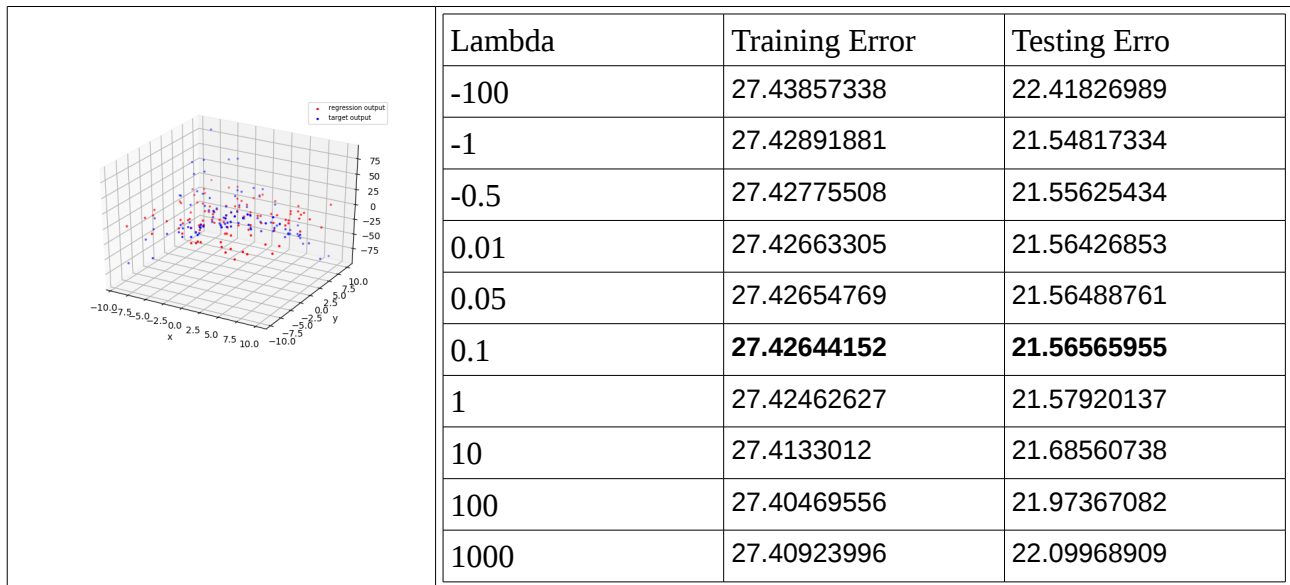 regression output
target output
75
50
25
0
−25
−50
−75
−10.0 −7.5 −5.0 −2.5 0.0 2.5 5.0 7.5 10.0
x
−10.0 −7.5 −5.0 −2.5 0.0 2.5 5.0 7.5 10.0
y
Lambda Training Error Testing Erro
-100 27.43857338 22.41826989
-1 27.42891881 21.54817334
-0.5 27.42775508 21.55625434
0.01 27.42663305 21.56426853
0.05 27.42654769 21.56488761
0.1 27.42644152 21.56565955
1 27.42462627 21.57920137
10 27.4133012 21.68560738
100 27.40469556 21.97367082
1000 27.40923996 22.09968909